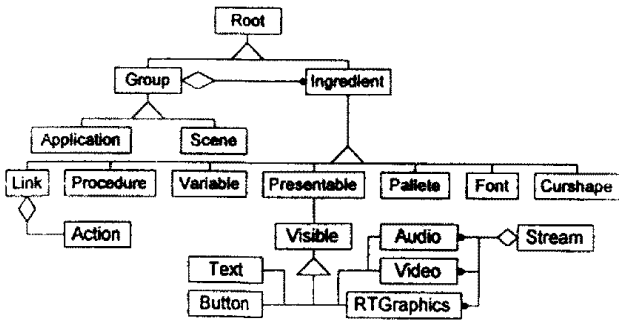 Root
Group
Ingredient
Application
Scene
Link
Procedure
Variable
Presentable
Pallete
Font
Curshape
Action
Visible
Audio
Stream
Text
Video
Button
RTGraphics